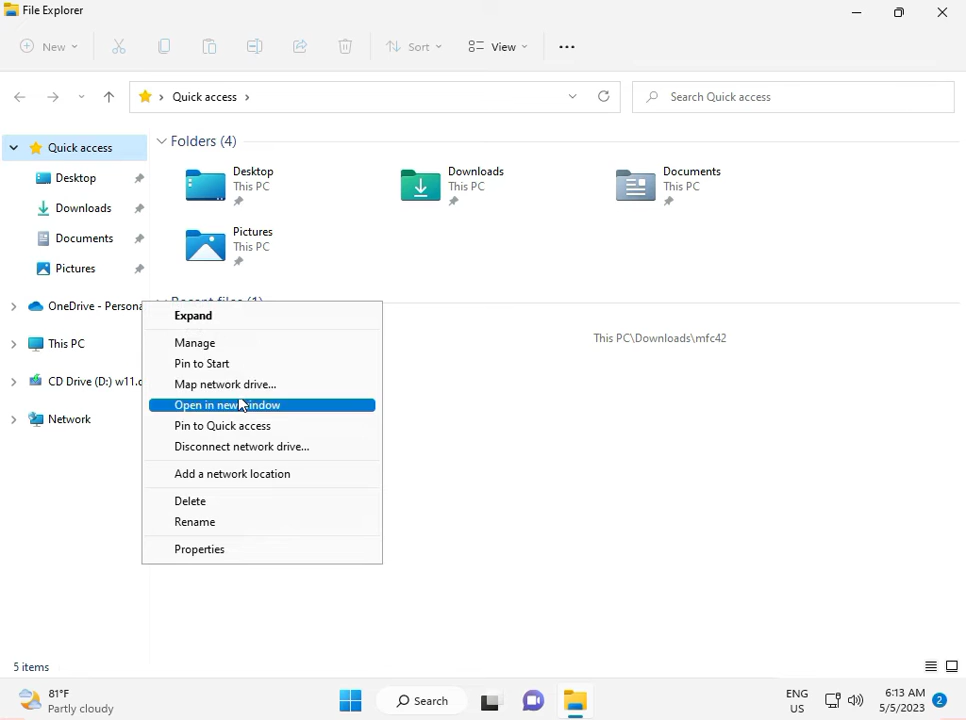 File Explorer
New
Sort
View
Quick access
Search Quick access
Quick access
Desktop
Downloads
Documents
Pictures
OneDrive - Persona
This PC
CD Drive (D:) w11.c
Network
Folders (4)
Desktop
This PC
Downloads
This PC
Documents
This PC
Pictures
This PC
Recent files (1)
This PC\Downloads\mfc42
Expand
Manage
Pin to Start
Map network drive...
Open in new window
Pin to Quick access
Disconnect network drive...
Add a network location
Delete
Rename
Properties
5 items
81°F
Partly cloudy
Search
ENG
US
6:13 AM
5/5/2023
2